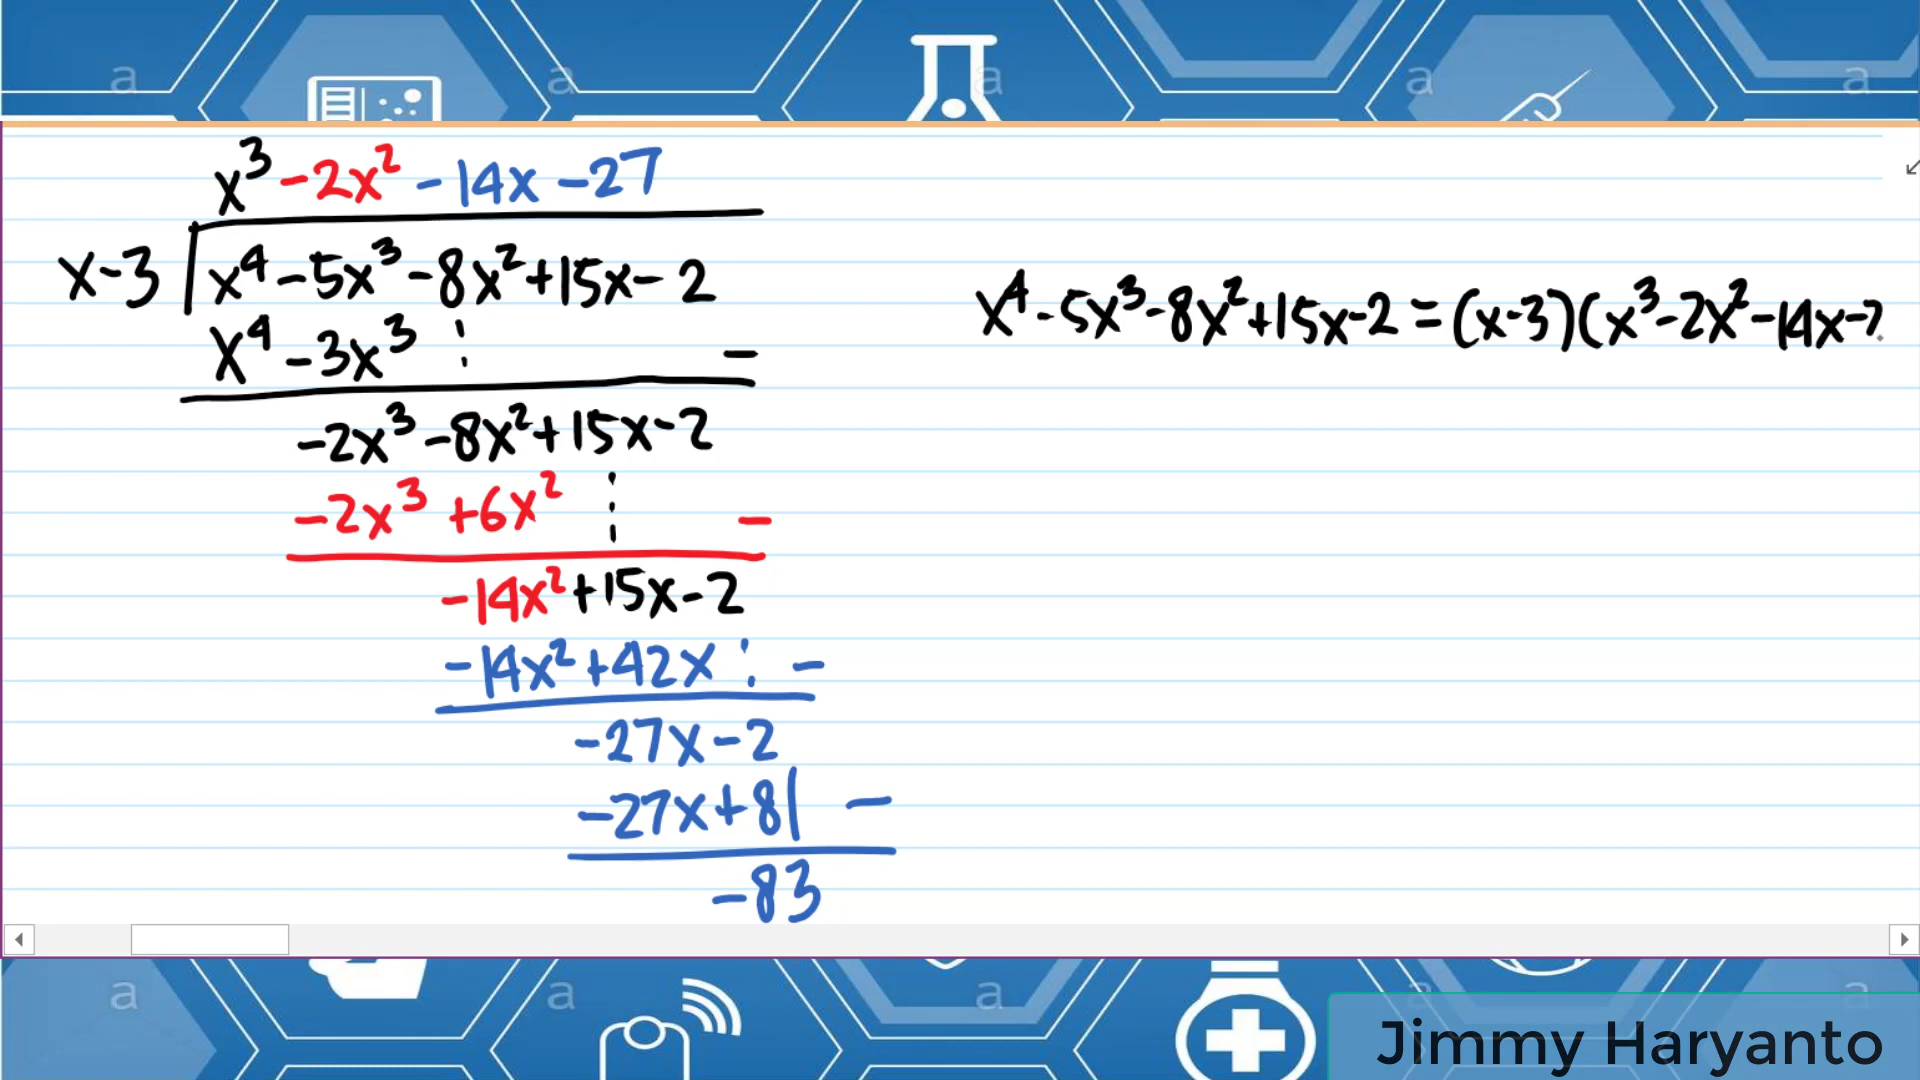 x³ -2x² -14x -27
x-3 x⁴ -5x³ -8x² +15x -2
x⁴ -3x³ -
-2x³ -8x² +15x -2
-2x³ +6x² -
-14x² +15x -2
-14x² +42x -
-27x -2
-27x +81 -
-83
x⁴ -5x³ -8x² +15x -2 = (x-3)(x³ -2x² -14x -
Jimmy Haryanto
a a a a a
a a a a a